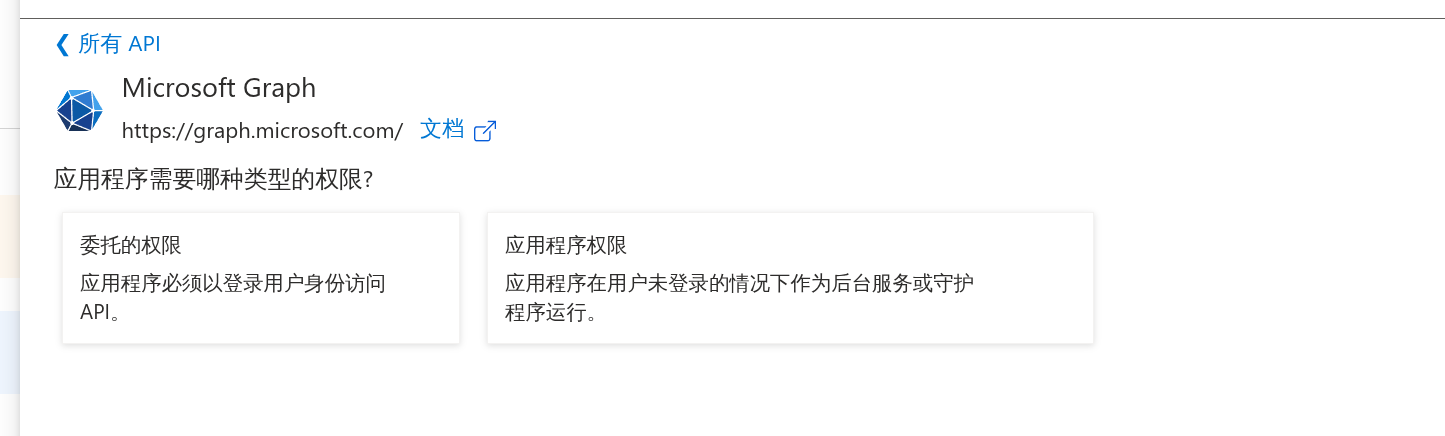 ❮ 所有 API
Microsoft Graph
https://graph.microsoft.com/ 文档
应用程序需要哪种类型的权限?
委托的权限
应用程序必须以登录用户身份访问
API。
应用程序权限
应用程序在用户未登录的情况下作为后台服务或守护
程序运行。